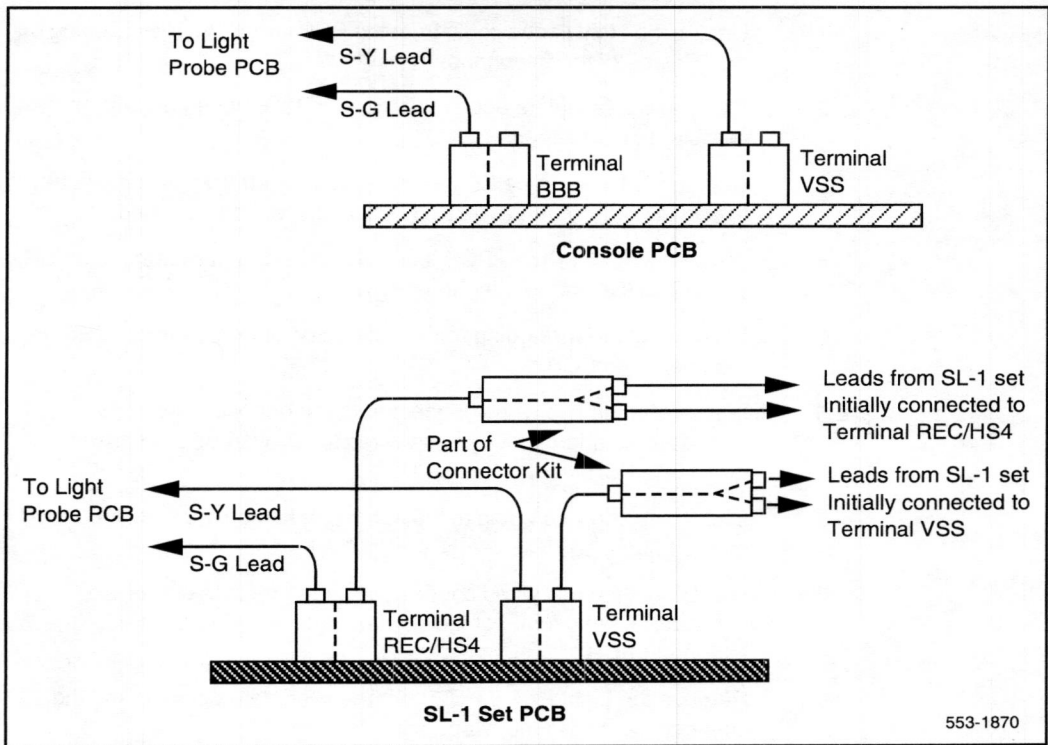 To Light
Probe PCB
S-Y Lead
S-G Lead
Terminal
BBB
Terminal
VSS
Console PCB
Leads from SL-1 set
Initially connected to
Terminal REC/HS4
Part of
Connector Kit
Leads from SL-1 set
Initially connected to
Terminal VSS
To Light
Probe PCB
S-Y Lead
S-G Lead
Terminal
REC/HS4
Terminal
VSS
SL-1 Set PCB
553-1870